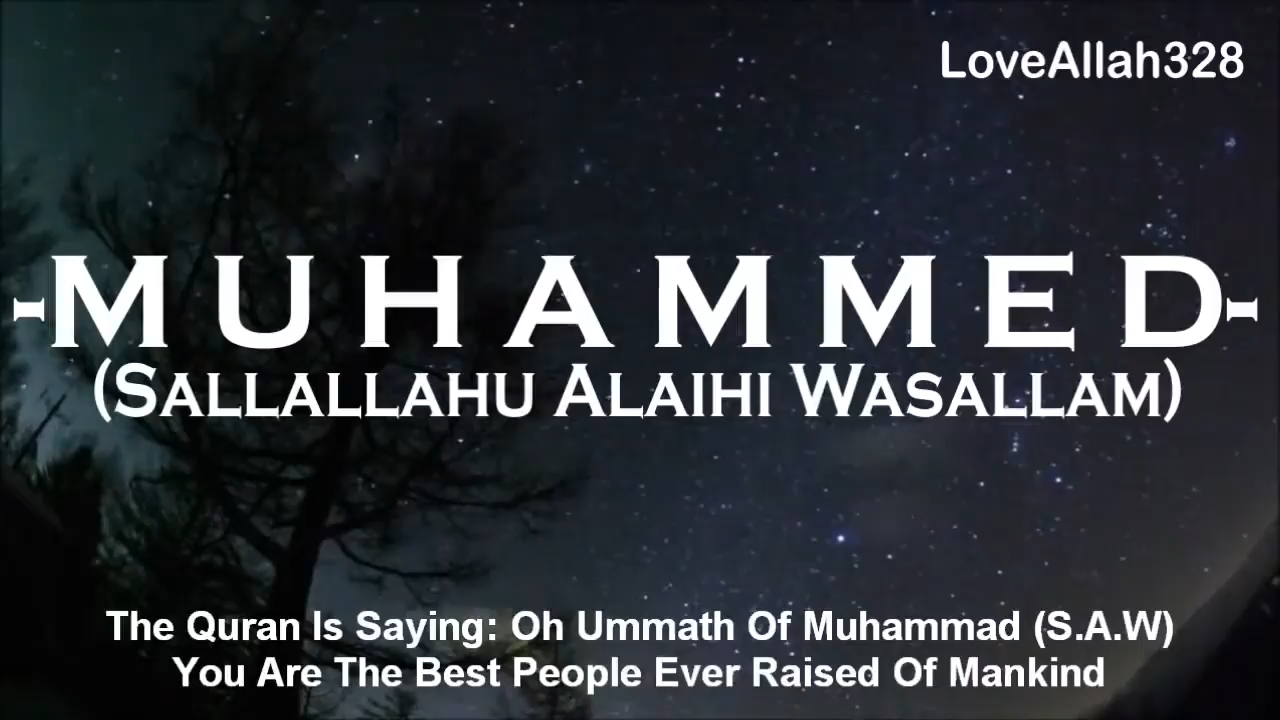 LoveAllah328
-MUHAMMED-
(Sallallahu Alaihi Wasallam)
The Quran Is Saying: Oh Ummath Of Muhammad (S.A.W)
You Are The Best People Ever Raised Of Mankind